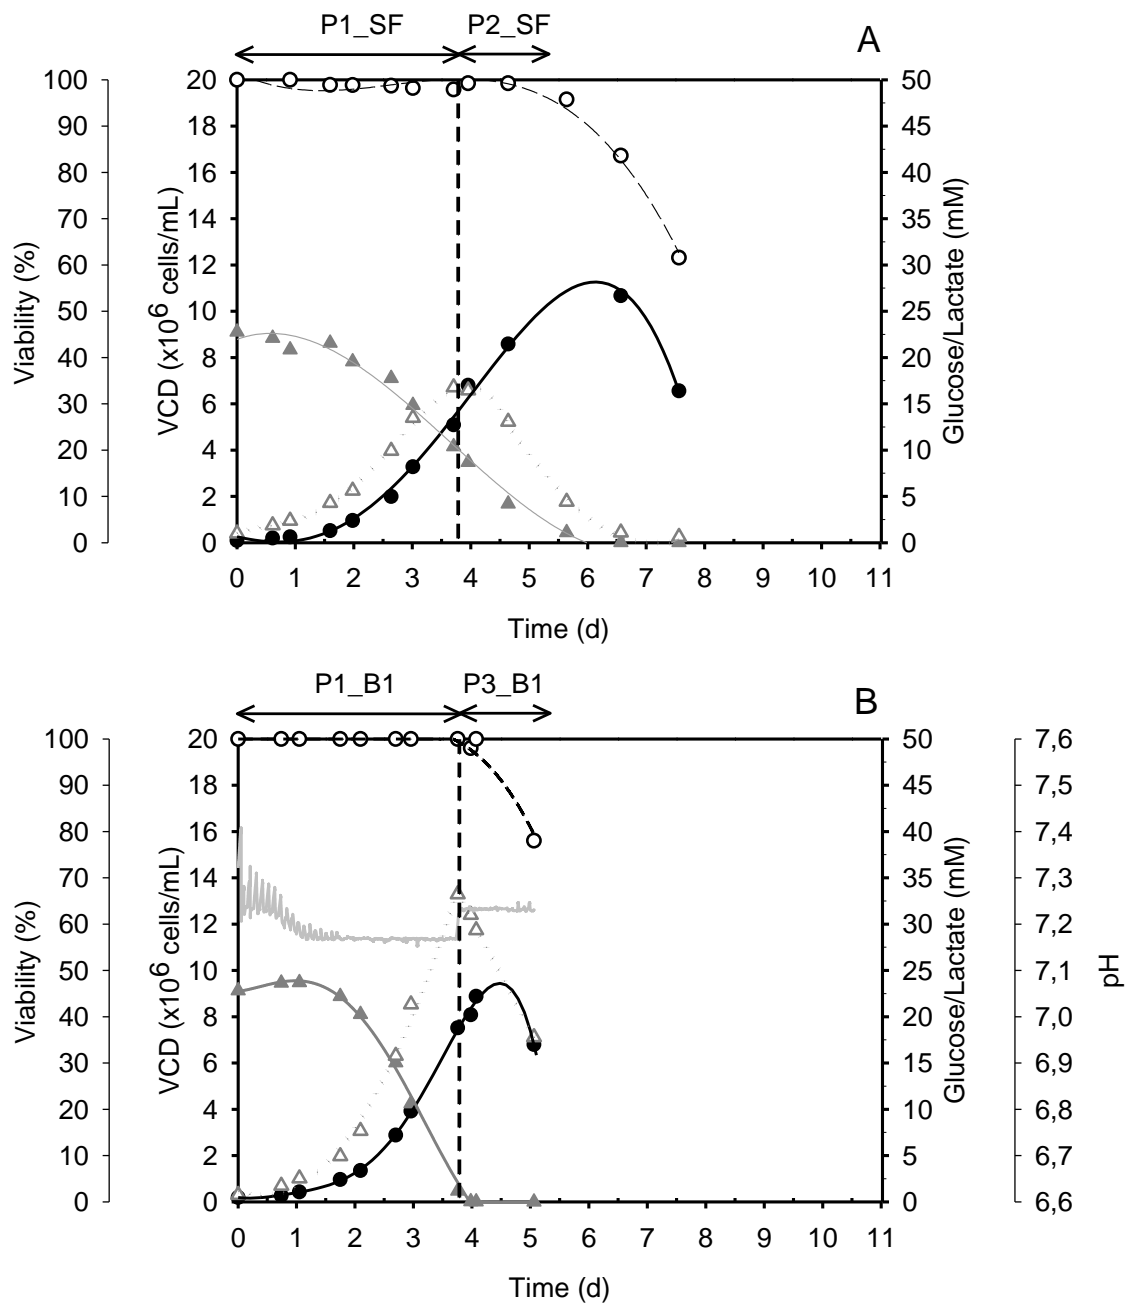 P1_SF P2_SF
A
100 20 50
90 18 45
80 16 40
70 14 35
60 12 30
50 10 25
40 8 20
30 6 15
20 4 10
10 2 5
0 0 0
Viability (%)
VCD (x10⁶ cells/mL)
Glucose/Lactate (mM)
0 1 2 3 4 5 6 7 8 9 10 11
Time (d)
P1_B1 P3_B1
B
100 20 50 7,6
90 18 45 7,5
80 16 40 7,4
70 14 35 7,3
60 12 30 7,2
50 10 25 7,1
40 8 20 7,0
30 6 15 6,9
20 4 10 6,8
10 2 5 6,7
0 0 0 6,6
Viability (%)
VCD (x10⁶ cells/mL)
Glucose/Lactate (mM)
pH
0 1 2 3 4 5 6 7 8 9 10 11
Time (d)